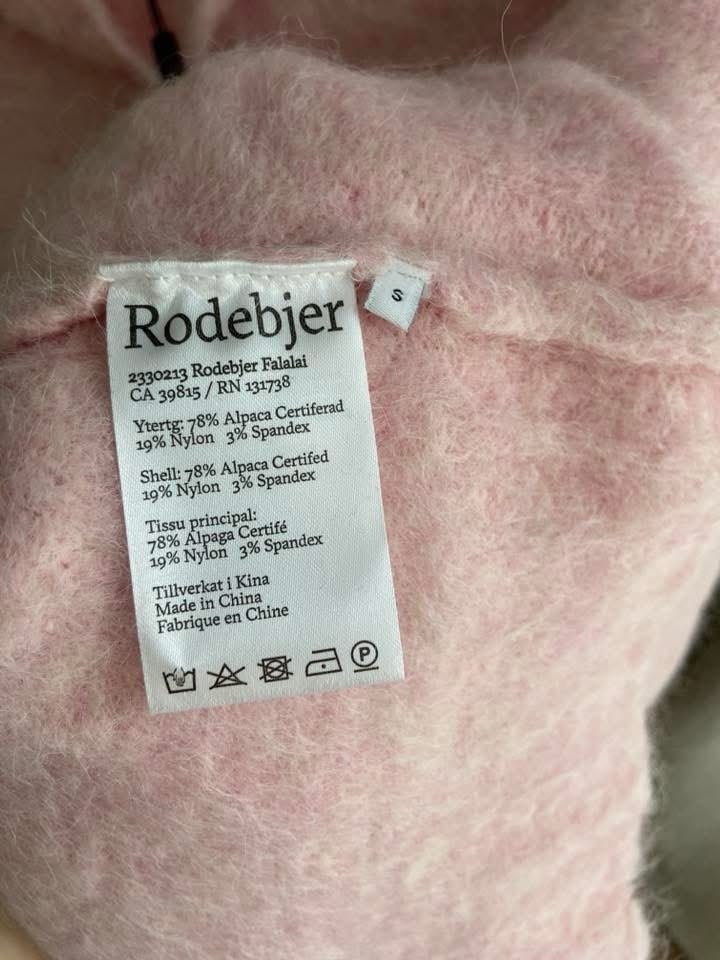 Rodebjer
S
2330213 Rodebjer Falalai
CA 39815 / RN 131738
Ytertg: 78% Alpaca Certiferad
19% Nylon 3% Spandex
Shell: 78% Alpaca Certifed
19% Nylon 3% Spandex
Tissu principal:
78% Alpaga Certifé
19% Nylon 3% Spandex
Tillverkat i Kina
Made in China
Fabrique en Chine
P